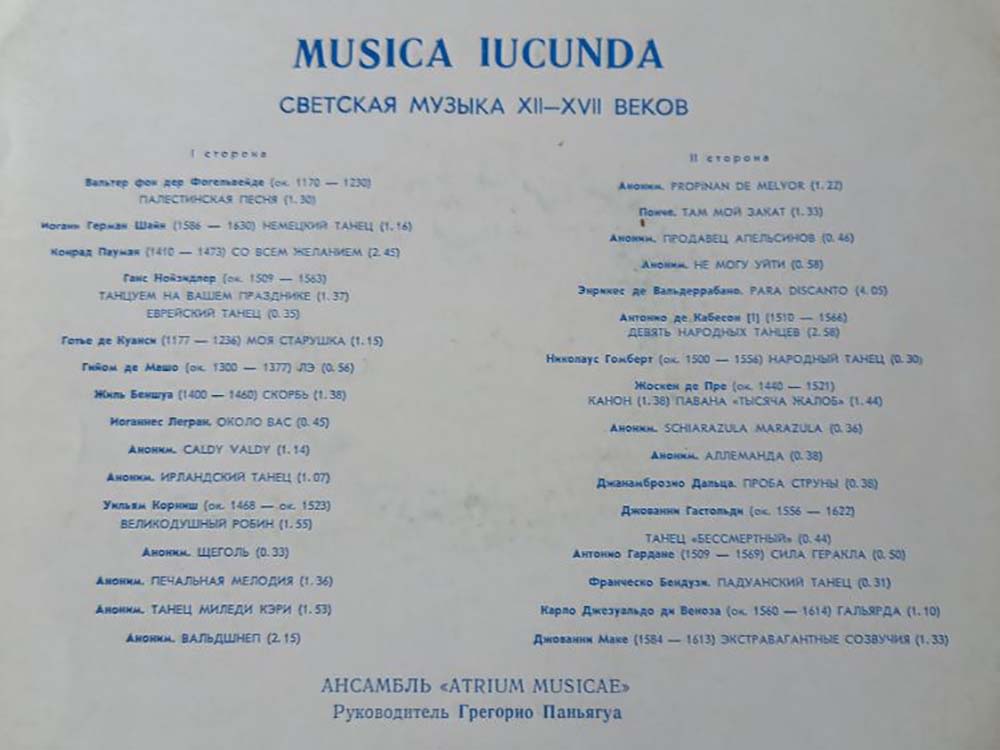 MUSICA IUCUNDA
СВЕТСКАЯ МУЗЫКА XII—XVII ВЕКОВ
I сторона
Вальтер фон дер Фогельвейде (ок. 1170 — 1230)
ПАЛЕСТИНСКАЯ ПЕСНЯ (1.30)
Иоганн Герман Шайн (1586 — 1630) НЕМЕЦКИЙ ТАНЕЦ (1.16)
Конрад Пауман (1410 — 1473) СО ВСЕМ ЖЕЛАНИЕМ (2.45)
Ганс Нойзидлер (ок. 1509 — 1563)
ТАНЦУЕМ НА ВАШЕМ ПРАЗДНИКЕ (1.37)
ЕВРЕЙСКИЙ ТАНЕЦ (0.35)
Готье де Куанси (1177 — 1236) МОЯ СТАРУШКА (1.15)
Гийом де Машо (ок. 1300 — 1377) ЛЭ (0.56)
Жиль Беншуа (1400 — 1460) СКОРБЬ (1.38)
Иоганнес Легран. ОКОЛО ВАС (0.45)
Аноним. CALDY VALDY (1.14)
Аноним. ИРЛАНДСКИЙ ТАНЕЦ (1.07)
Уильям Корниш (ок. 1468 — ок. 1523)
ВЕЛИКОДУШНЫЙ РОБИН (1.55)
Аноним. ЩЕГОЛЬ (0.33)
Аноним. ПЕЧАЛЬНАЯ МЕЛОДИЯ (1.36)
Аноним. ТАНЕЦ МИЛЕДИ КЭРИ (1.53)
Аноним. ВАЛЬДШНЕП (2.15)
II сторона
Аноним. PROPINAN DE MELYOR (1.22)
Понче. ТАМ МОЙ ЗАКАТ (1.33)
Аноним. ПРОДАВЕЦ АПЕЛЬСИНОВ (0.46)
Аноним. НЕ МОГУ УЙТИ (0.58)
Энрикес де Вальдеррабано. PARA DISCANTO (4.05)
Антонио де Кабесон [1] (1510 — 1566)
ДЕВЯТЬ НАРОДНЫХ ТАНЦЕВ (2.58)
Николаус Гомберт (ок. 1500 — 1556) НАРОДНЫЙ ТАНЕЦ (0.30)
Жоскен де Пре (ок. 1440 — 1521)
КАНОН (1.38) ПАВАНА «ТЫСЯЧА ЖАЛОБ» (1.44)
Аноним. SCHIARAZULA MARAZULA (0.36)
Аноним. АЛЛЕМАНДА (0.38)
Джанамброзио Дальца. ПРОБА СТРУНЫ (0.38)
Джованни Гастольди (ок. 1556 — 1622)
ТАНЕЦ «БЕССМЕРТНЫЙ» (0.44)
Антонио Гардане (1509 — 1569) СИЛА ГЕРАКЛА (0.50)
Франческо Бендузи. ПАДУАНСКИЙ ТАНЕЦ (0.31)
Карло Джезуальдо ди Веноза (ок. 1560 — 1614) ГАЛЬЯРДА (1.10)
Джованни Маке (1584 — 1613) ЭКСТРАВАГАНТНЫЕ СОЗВУЧИЯ (1.33)
АНСАМБЛЬ «ATRIUM MUSICAE»
Руководитель Грегорио Паньягуа